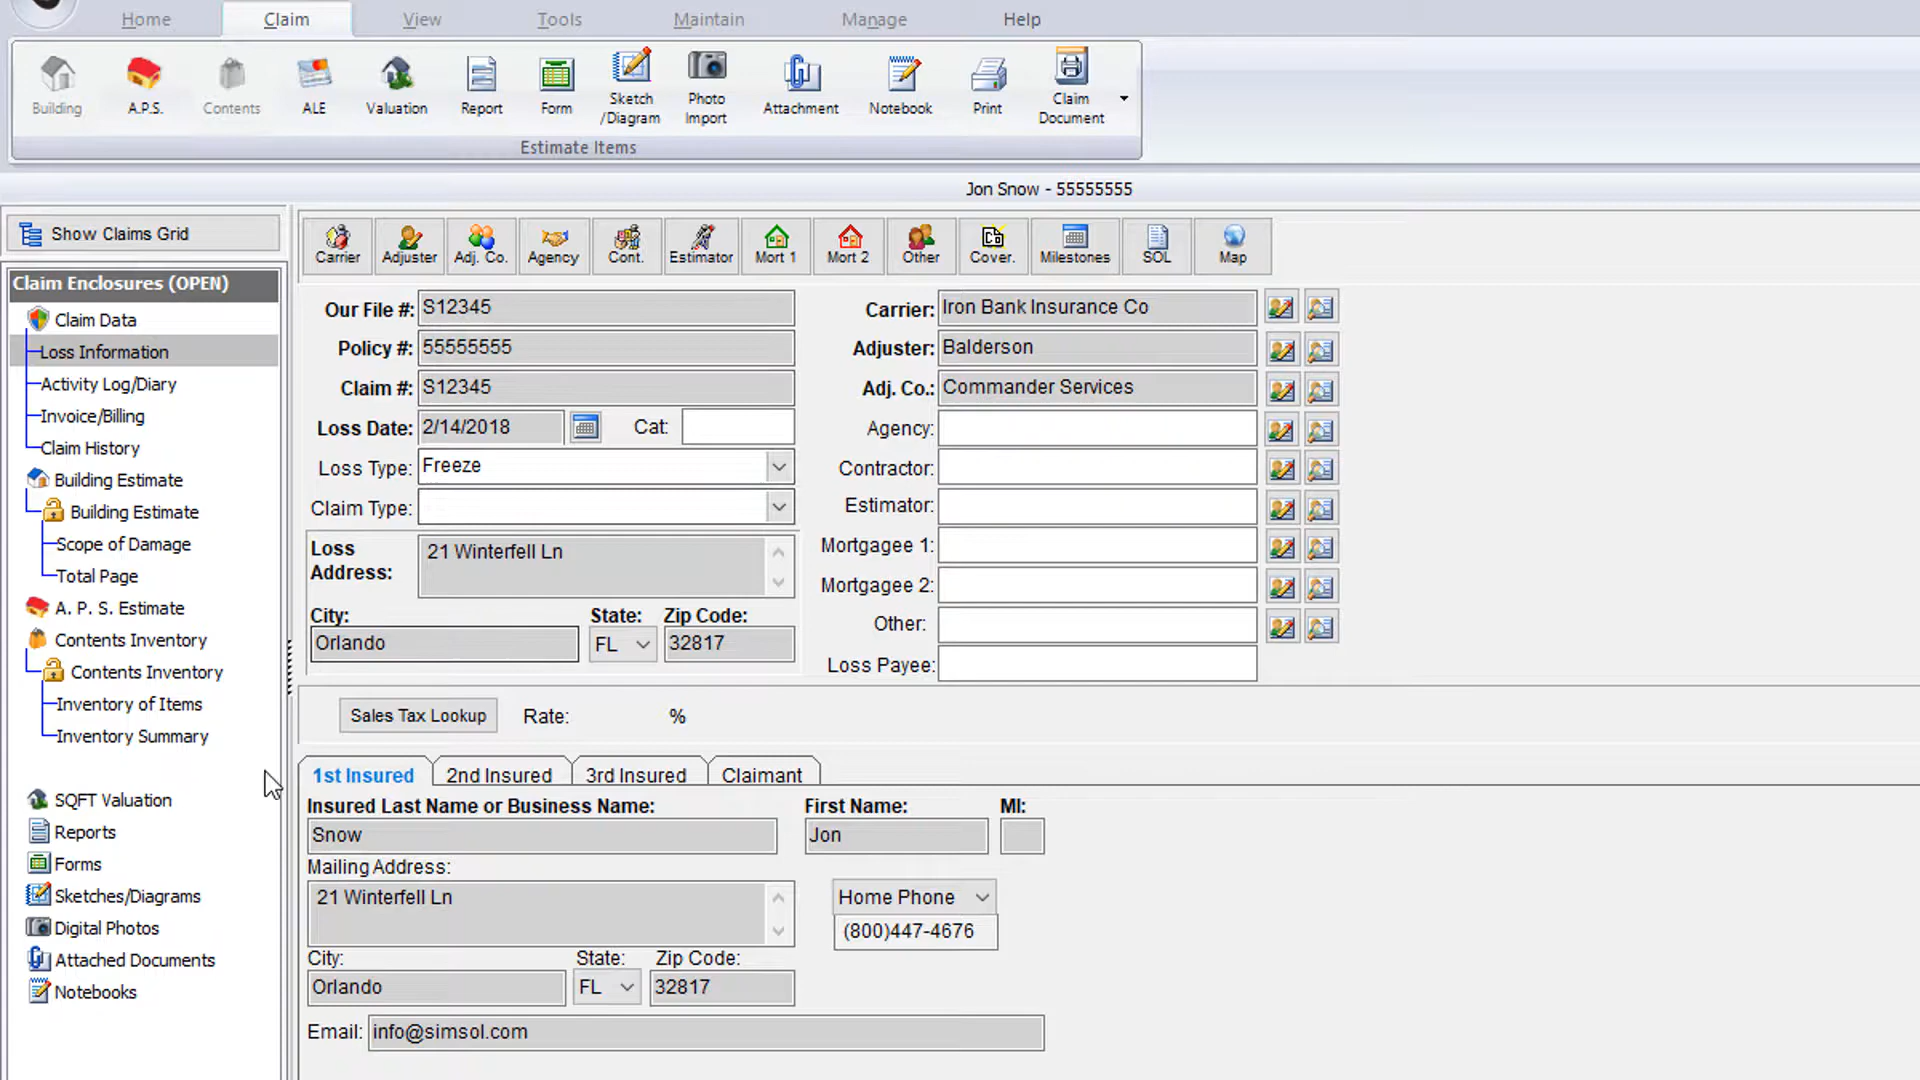 Home Claim View Tools Maintain Manage Help
Building A.P.S. Contents ALE Valuation Report Form Sketch /Diagram Photo Import Attachment Notebook Print Claim Document
Estimate Items
Jon Snow - 55555555
Show Claims Grid
Claim Enclosures (OPEN)
Claim Data
Loss Information
Activity Log/Diary
Invoice/Billing
Claim History
Building Estimate
Building Estimate
Scope of Damage
Total Page
A. P. S. Estimate
Contents Inventory
Contents Inventory
Inventory of Items
Inventory Summary
SQFT Valuation
Reports
Forms
Sketches/Diagrams
Digital Photos
Attached Documents
Notebooks
Carrier Adjuster Adj. Co. Agency Cont. Estimator Mort 1 Mort 2 Other Cover. Milestones SOL Map
Our File #: S12345
Policy #: 55555555
Claim #: S12345
Loss Date: 2/14/2018 Cat:
Loss Type: Freeze
Claim Type:
Loss Address: 21 Winterfell Ln
City: State: Zip Code:
Orlando FL 32817
Carrier: Iron Bank Insurance Co
Adjuster: Balderson
Adj. Co.: Commander Services
Agency:
Contractor:
Estimator:
Mortgagee 1:
Mortgagee 2:
Other:
Loss Payee:
Sales Tax Lookup Rate: %
1st Insured 2nd Insured 3rd Insured Claimant
Insured Last Name or Business Name: First Name: MI:
Snow Jon
Mailing Address:
21 Winterfell Ln Home Phone
(800)447-4676
City: State: Zip Code:
Orlando FL 32817
Email: info@simsol.com